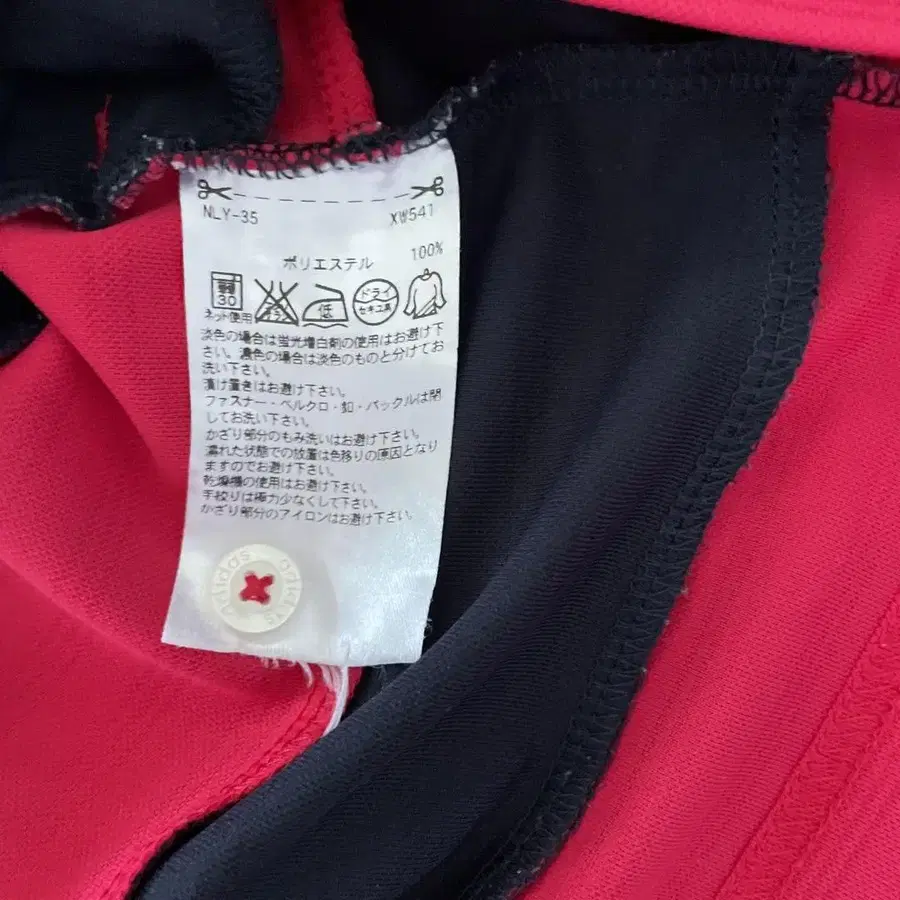 NLY-35 XW541
ポリエステル 100%
30 低 ドライ
ネット使用 セキユ系
淡色の場合は蛍光増白剤の使用はお避け下
さい。濃色の場合は淡色のものと分けてお
洗い下さい。
漬け置きはお避け下さい。
ファスナー・ベルクロ・釦・バックルは閉
してお洗い下さい。
かざり部分のもみ洗いはお避け下さい。
濡れた状態での放置は色移りの原因となり
ますのでお避け下さい。
乾燥機の使用はお避け下さい。
手絞りは極力少なくして下さい。
かざり部分のアイロンはお避け下さい。
adidas adidas